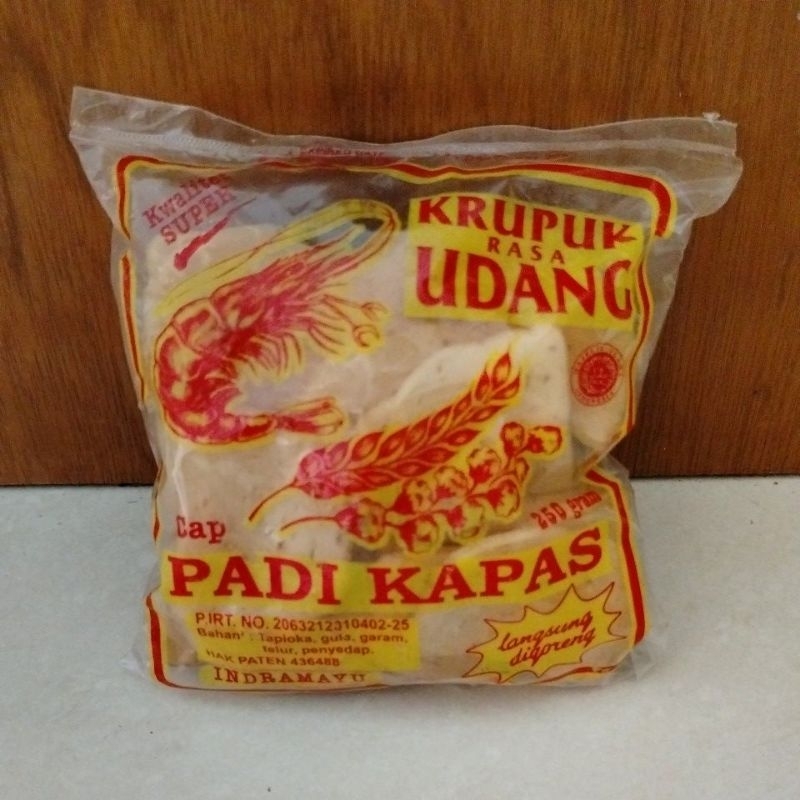 Kwalitet
SUPER
KRUPUK
RASA
UDANG
250 gram
Cap
PADI KAPAS
P.IRT. NO. 2063212310402-25
Bahan² : Tapioka, gula, garam,
telur, penyedap.
HAK PATEN 436488
INDRAMAYU
langsung
digoreng